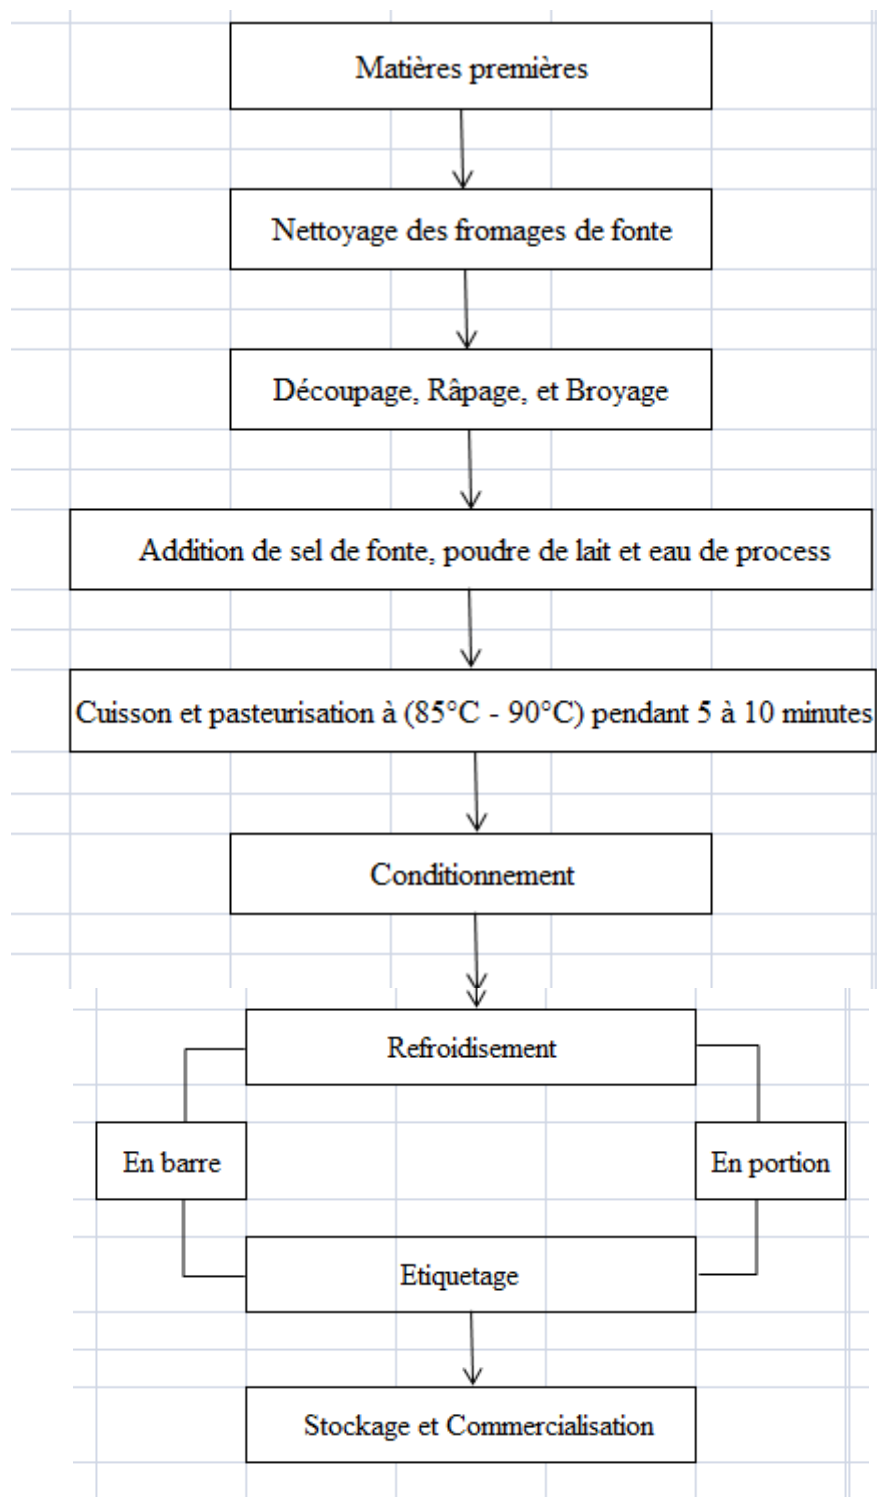 Matières premières
Nettoyage des fromages de fonte
Découpage, Râpage, et Broyage
Addition de sel de fonte, poudre de lait et eau de process
Cuisson et pasteurisation à (85°C - 90°C) pendant 5 à 10 minutes
Conditionnement
Refroidisement
En barre
En portion
Etiquetage
Stockage et Commercialisation